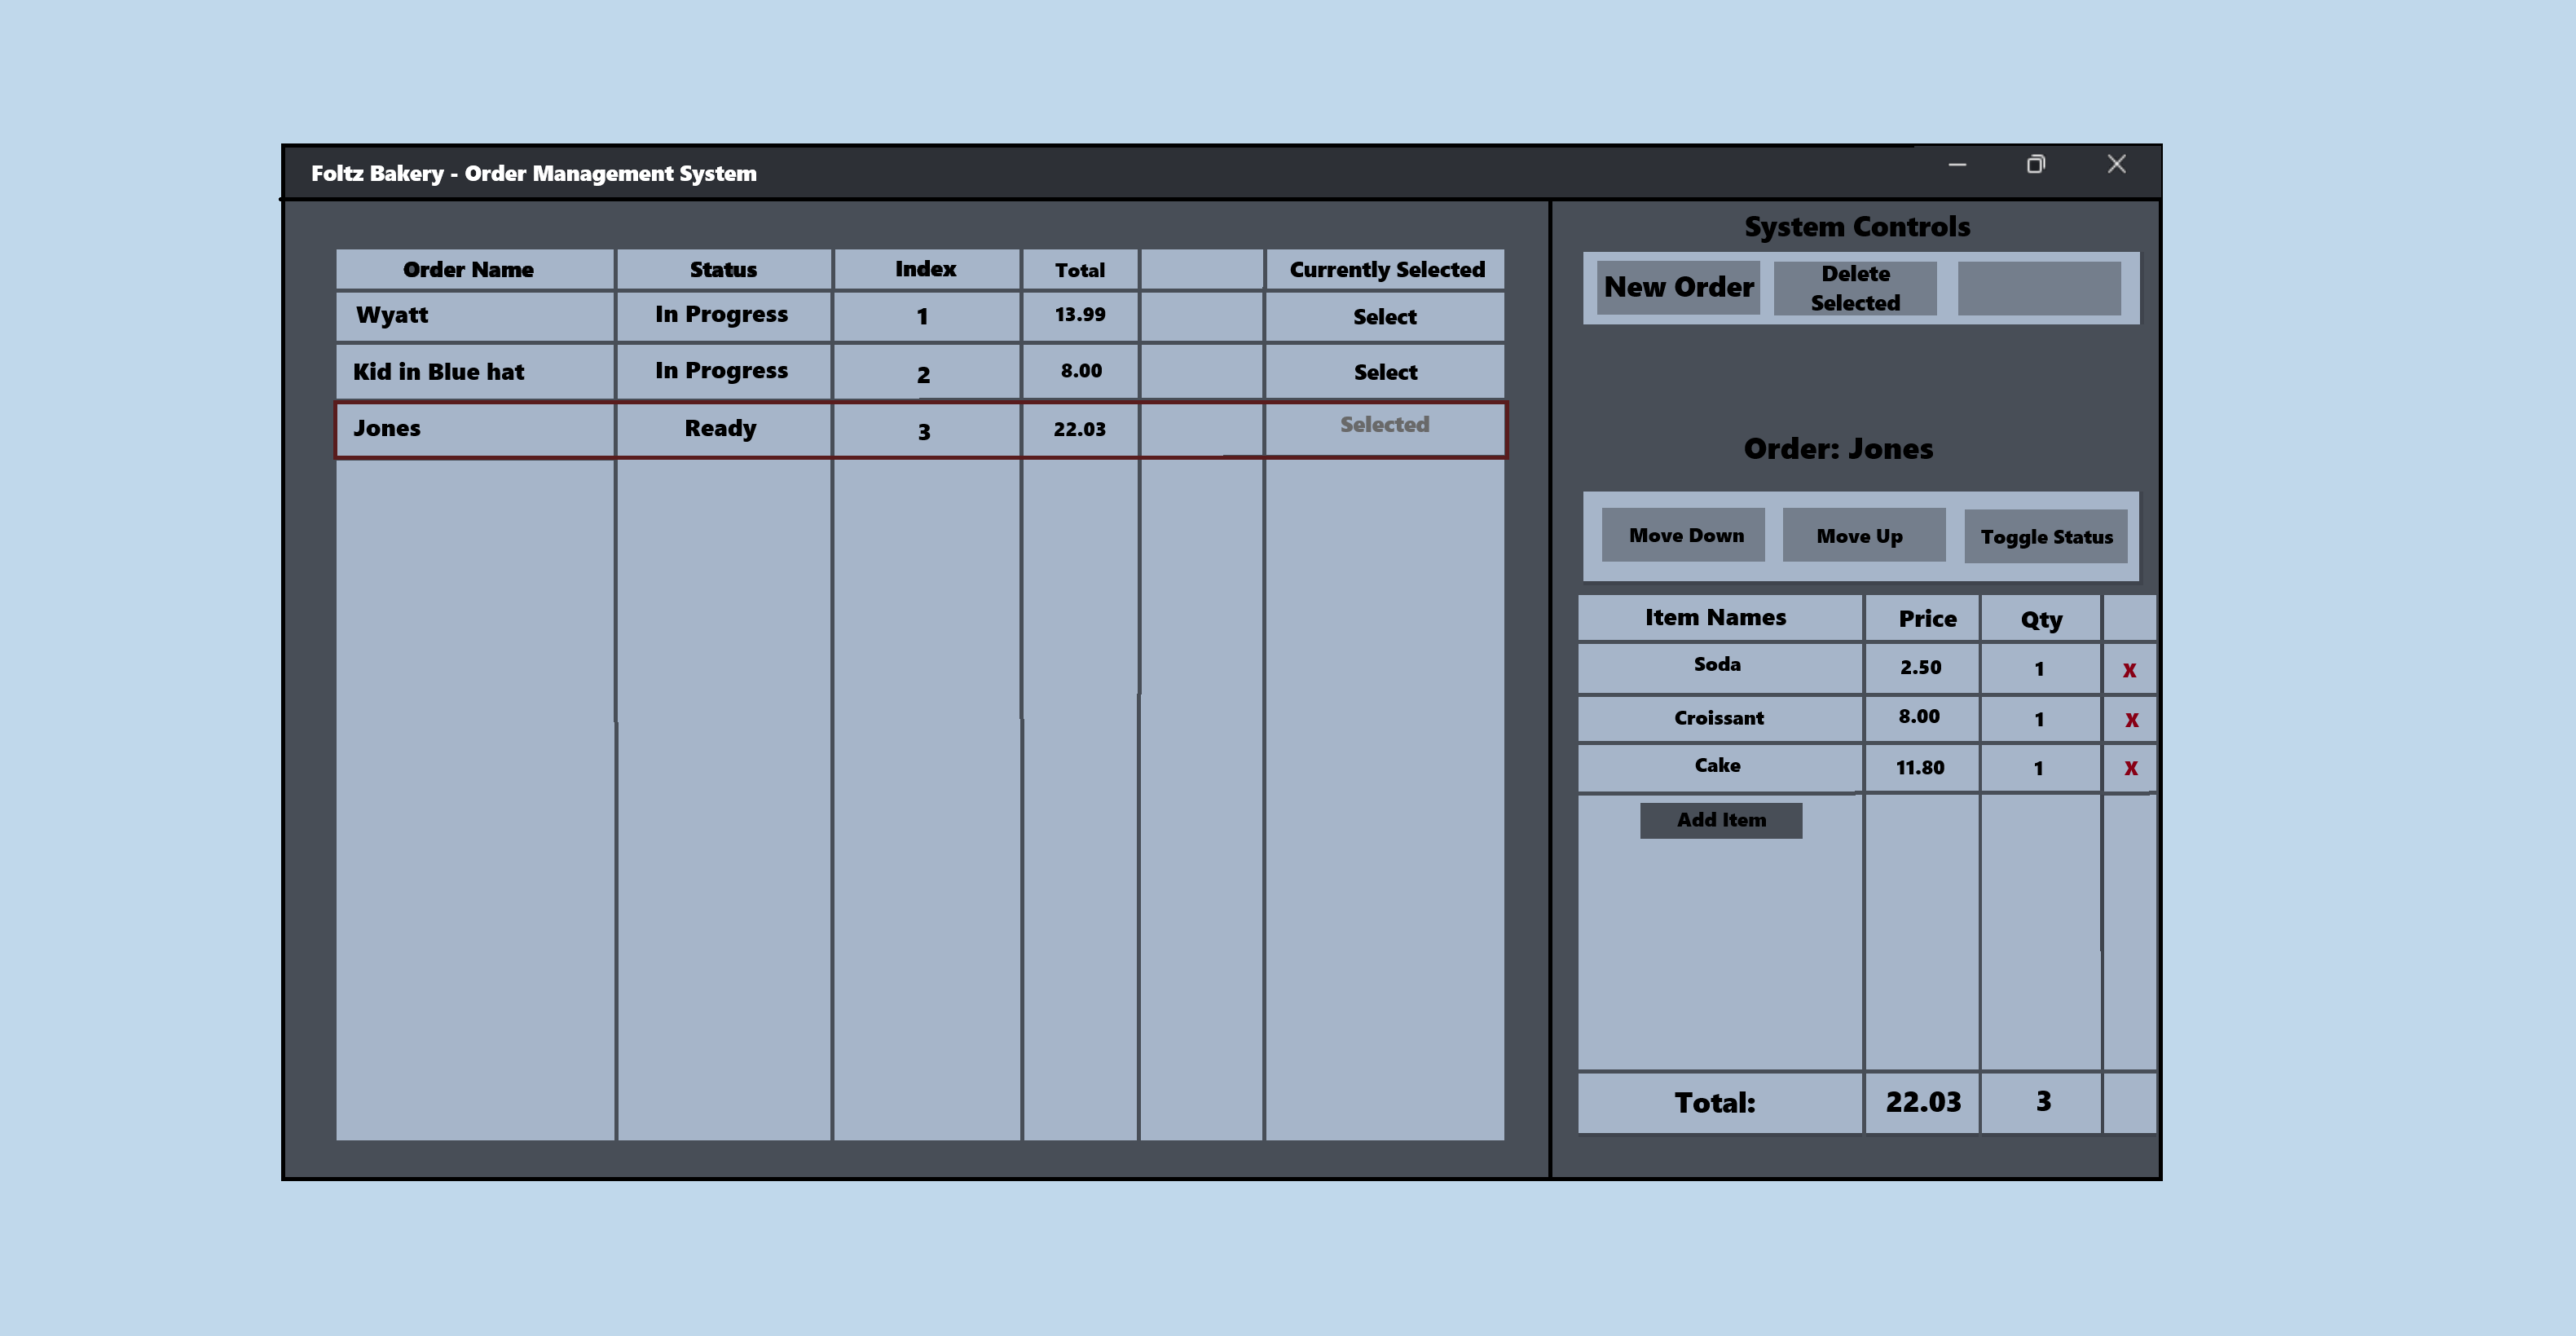 Foltz Bakery - Order Management System
Order Name Status Index Total Currently Selected
Wyatt In Progress 1 13.99 Select
Kid in Blue hat In Progress 2 8.00 Select
Jones Ready 3 22.03 Selected
System Controls
New Order Delete
Selected
Order: Jones
Move Down Move Up Toggle Status
Item Names Price Qty
Soda 2.50 1 X
Croissant 8.00 1 X
Cake 11.80 1 X
Add Item
Total: 22.03 3